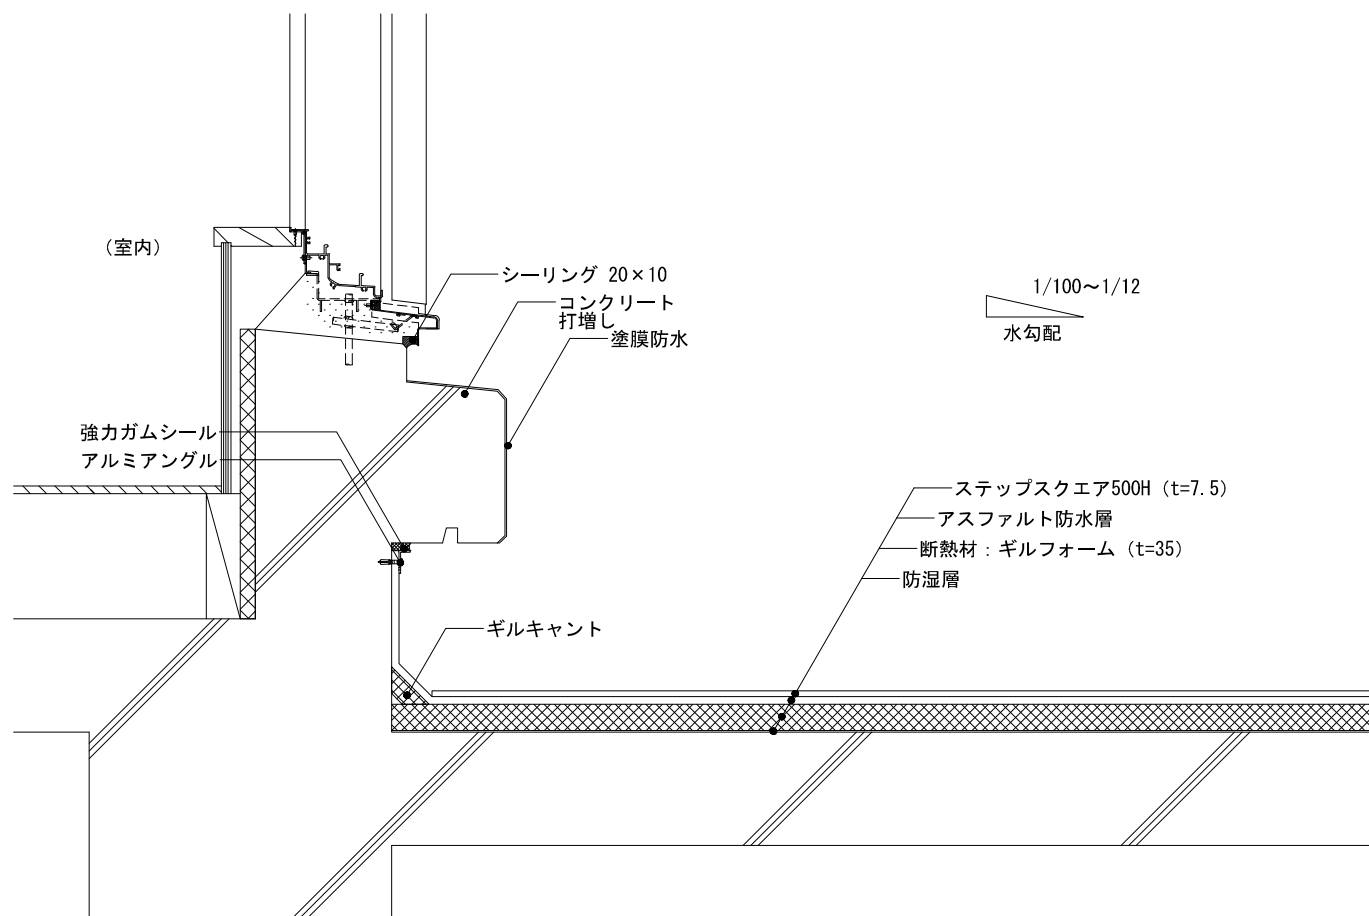 （室内）
シーリング 20×10
コンクリート
打増し
塗膜防水
1/100～1/12
水勾配
強力ガムシール
アルミアングル
ステップスクエア500H（t=7.5）
アスファルト防水層
断熱材：ギルフォーム（t=35）
防湿層
ギルキャント